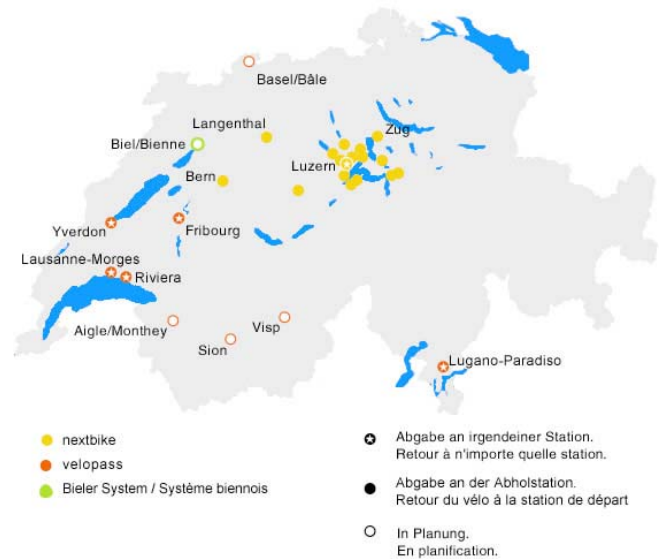 Basel/Bâle
Langenthal
Zug
Biel/Bienne
Luzern
Bern
Yverdon
Fribourg
Lausanne-Morges
Riviera
Aigle/Monthey
Visp
Sion
Lugano-Paradiso
nextbike
velopass
Bieler System / Système biennois
Abgabe an irgendeiner Station.
Retour à n'importe quelle station.
Abgabe an der Abholstation.
Retour du vélo à la station de départ
In Planung.
En planification.